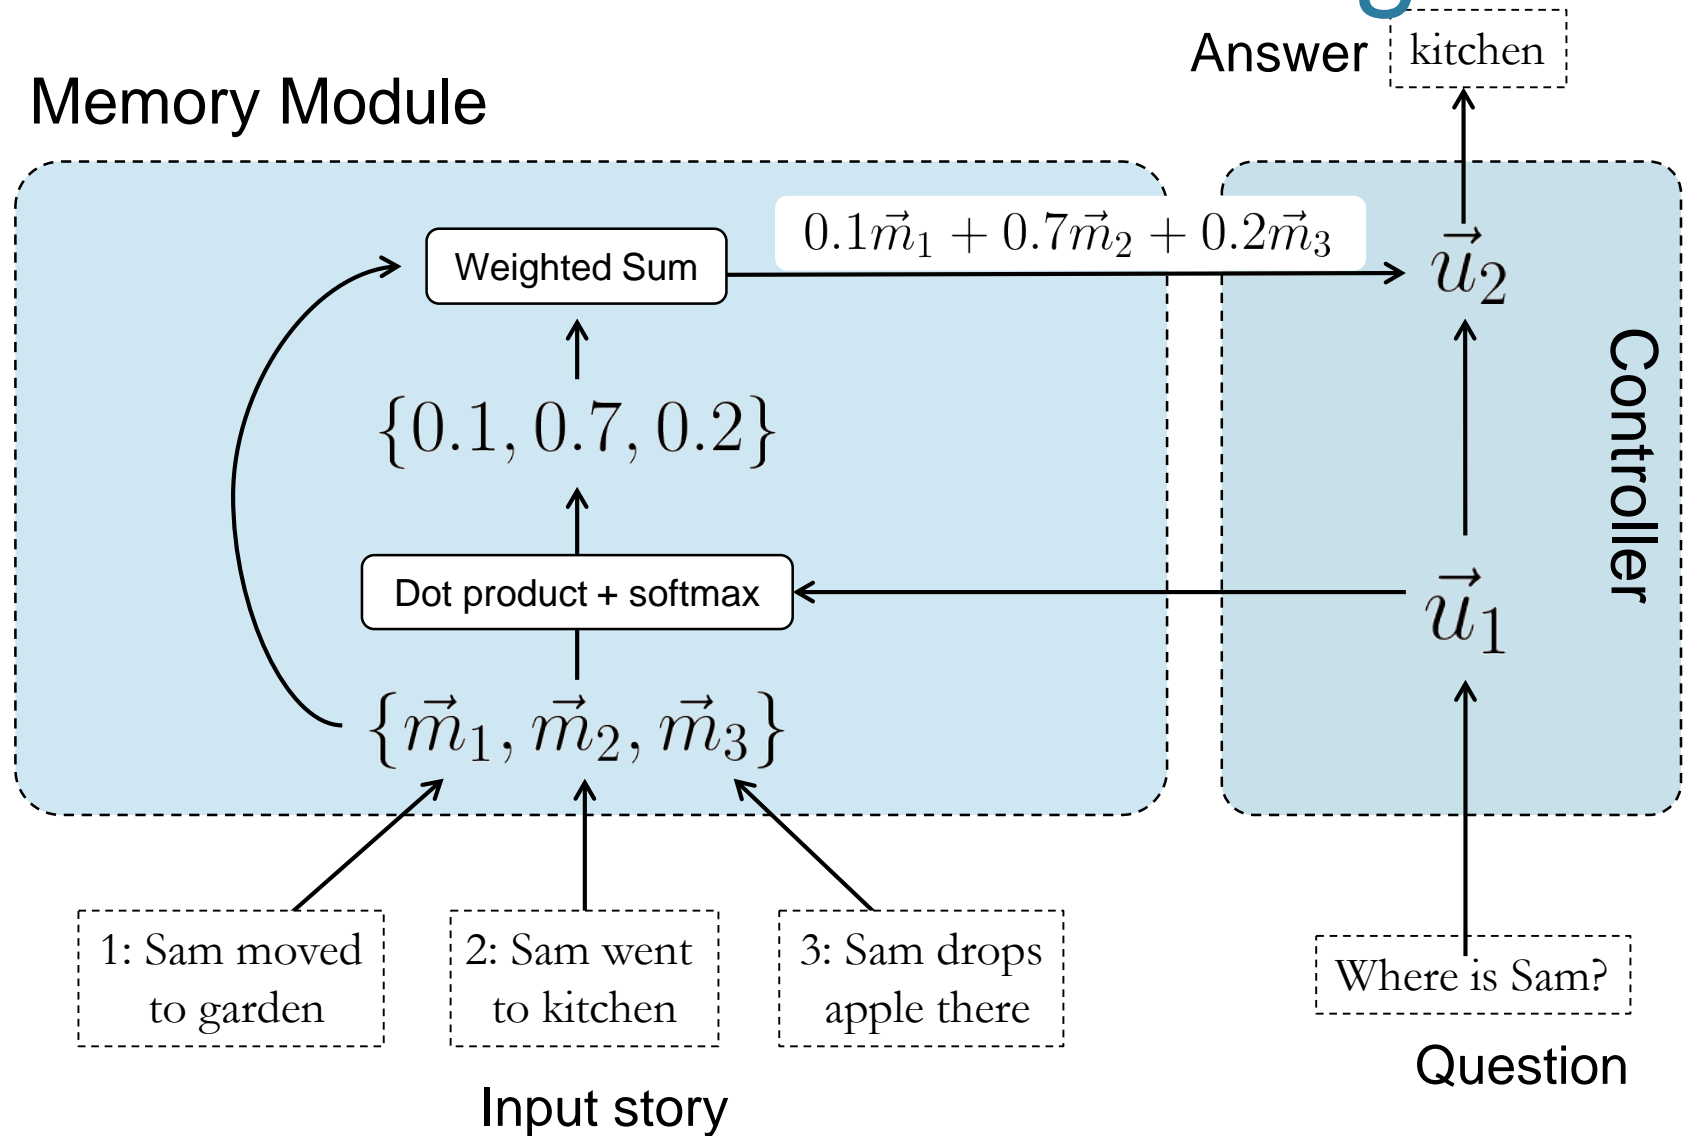 Answer
kitchen
Memory Module
0.1m⃗₁ + 0.7m⃗₂ + 0.2m⃗₃
Weighted Sum
u⃗₂
{0.1, 0.7, 0.2}
Controller
Dot product + softmax
u⃗₁
{m⃗₁, m⃗₂, m⃗₃}
1: Sam moved
to garden
2: Sam went
to kitchen
3: Sam drops
apple there
Where is Sam?
Question
Input story